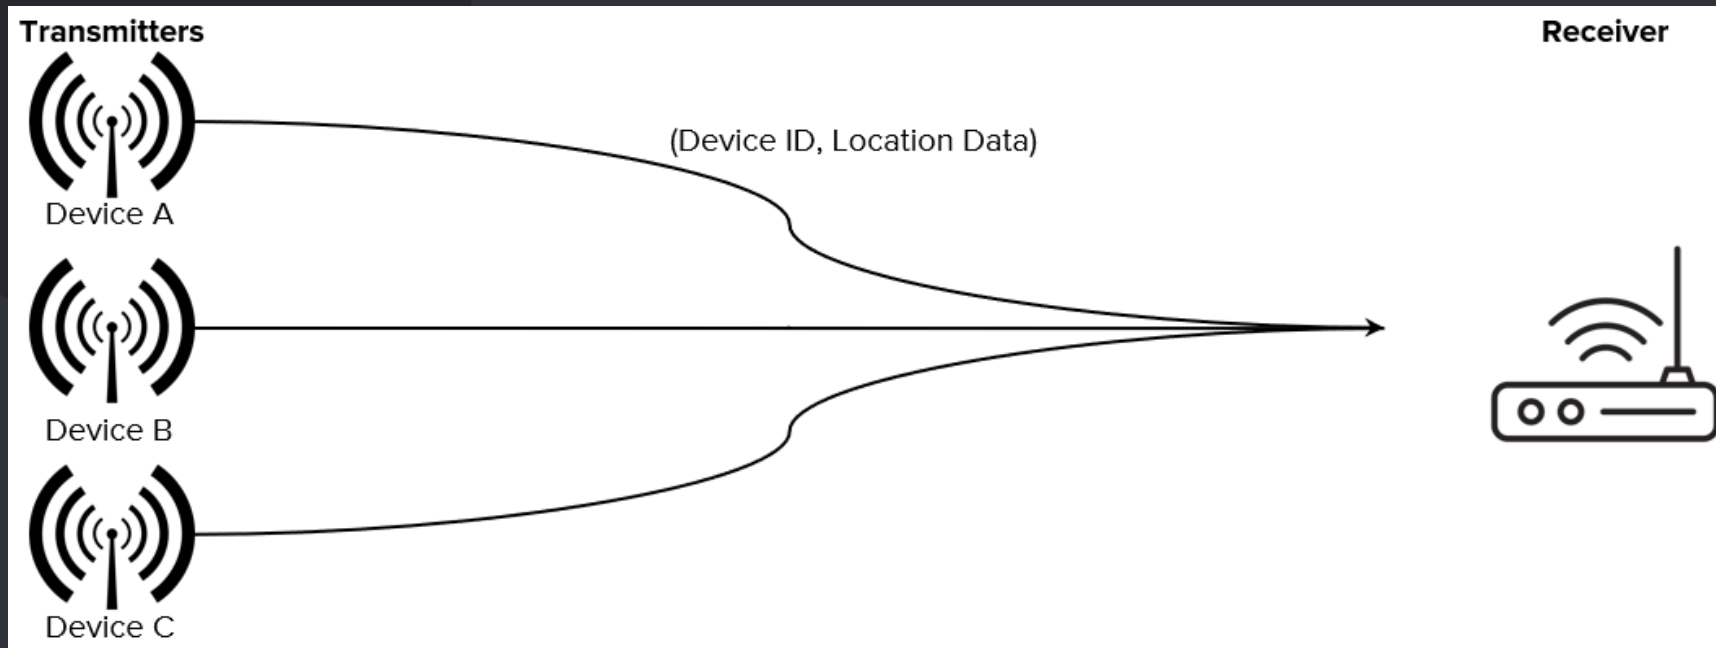 Transmitters
Receiver
(Device ID, Location Data)
Device A
Device B
Device C